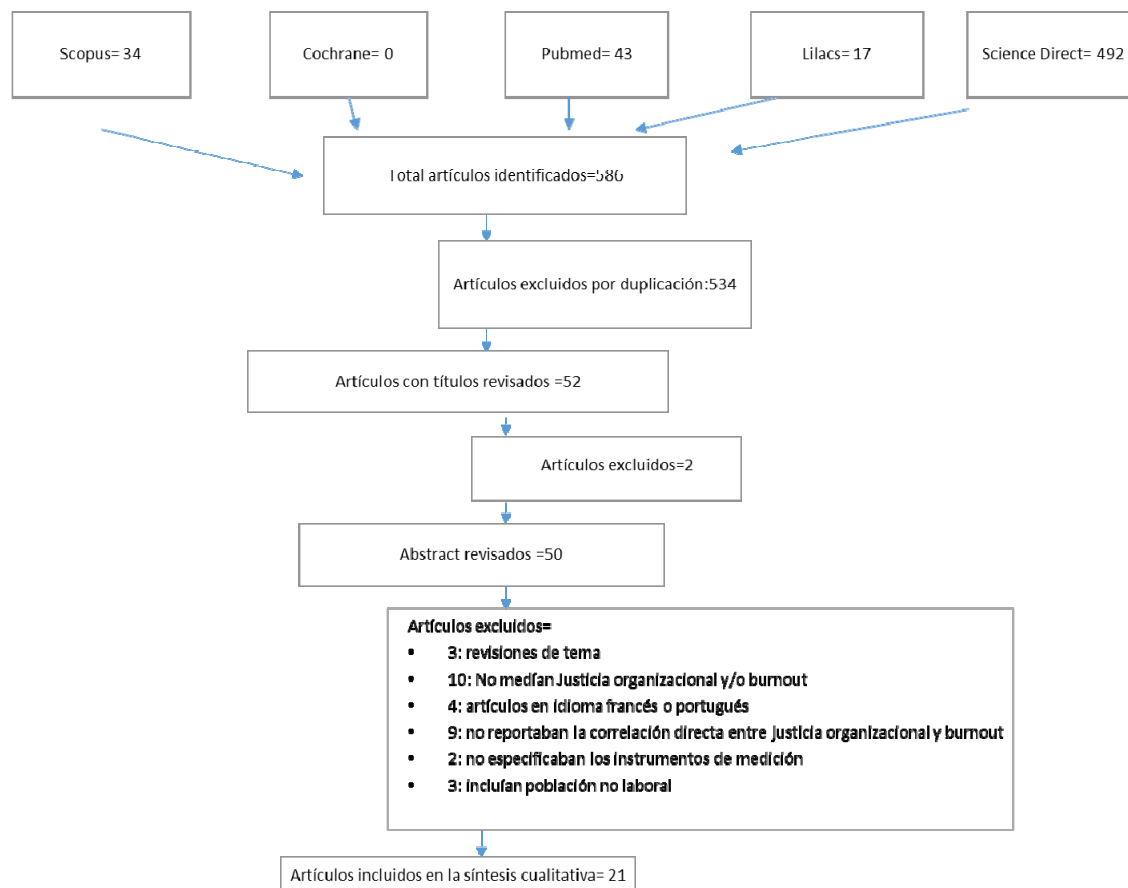 Scopus= 34
Cochrane= 0
Pubmed= 43
Lilacs= 17
Science Direct= 492
Total artículos identificados=586
Artículos excluidos por duplicación:534
Artículos con títulos revisados =52
Artículos excluidos=2
Abstract revisados =50
Artículos excluidos=
• 3: revisiones de tema
• 10: No medían Justicia organizacional y/o burnout
• 4: artículos en idioma francés o portugués
• 9: no reportaban la correlación directa entre justicia organizacional y burnout
• 2: no especificaban los instrumentos de medición
• 3: incluían población no laboral
Artículos incluidos en la síntesis cualitativa= 21